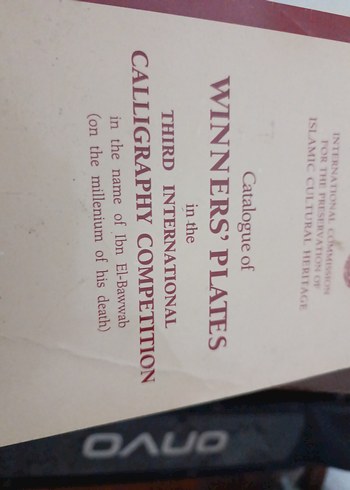 INTERNATIONAL COMMISSION
FOR THE PRESERVATION OF
ISLAMIC CULTURAL HERITAGE
Catalogue of
WINNERS' PLATES
in the
THIRD INTERNATIONAL
CALLIGRAPHY COMPETITION
in the name of Ibn El-Bawwab
(on the millenium of his death)
onvo